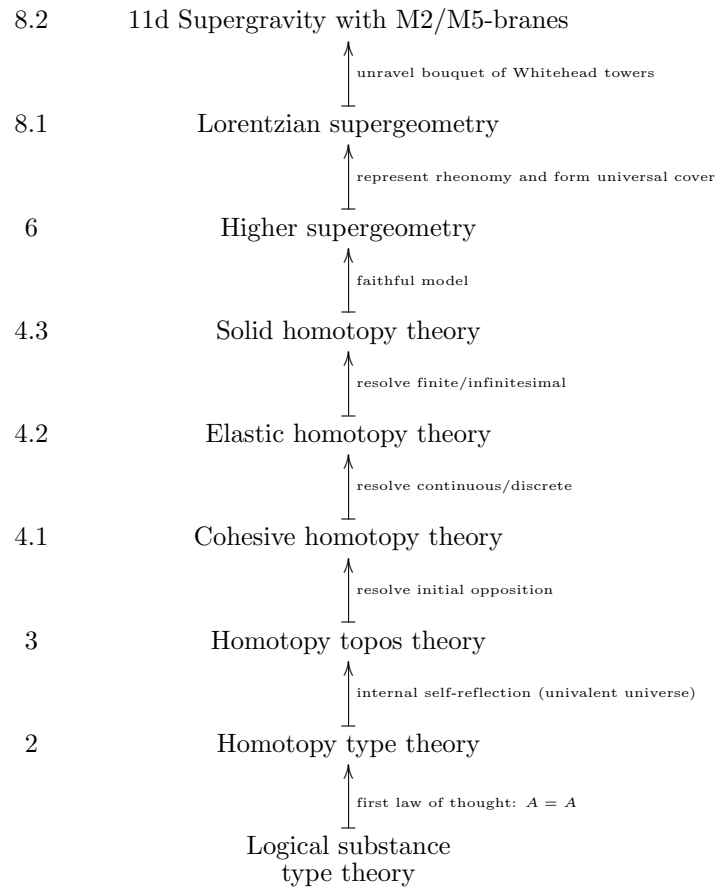 8.2 11d Supergravity with M2/M5-branes
unravel bouquet of Whitehead towers
8.1 Lorentzian supergeometry
represent rheonomy and form universal cover
6 Higher supergeometry
faithful model
4.3 Solid homotopy theory
resolve finite/infinitesimal
4.2 Elastic homotopy theory
resolve continuous/discrete
4.1 Cohesive homotopy theory
resolve initial opposition
3 Homotopy topos theory
internal self-reflection (univalent universe)
2 Homotopy type theory
first law of thought: A = A
Logical substance
type theory